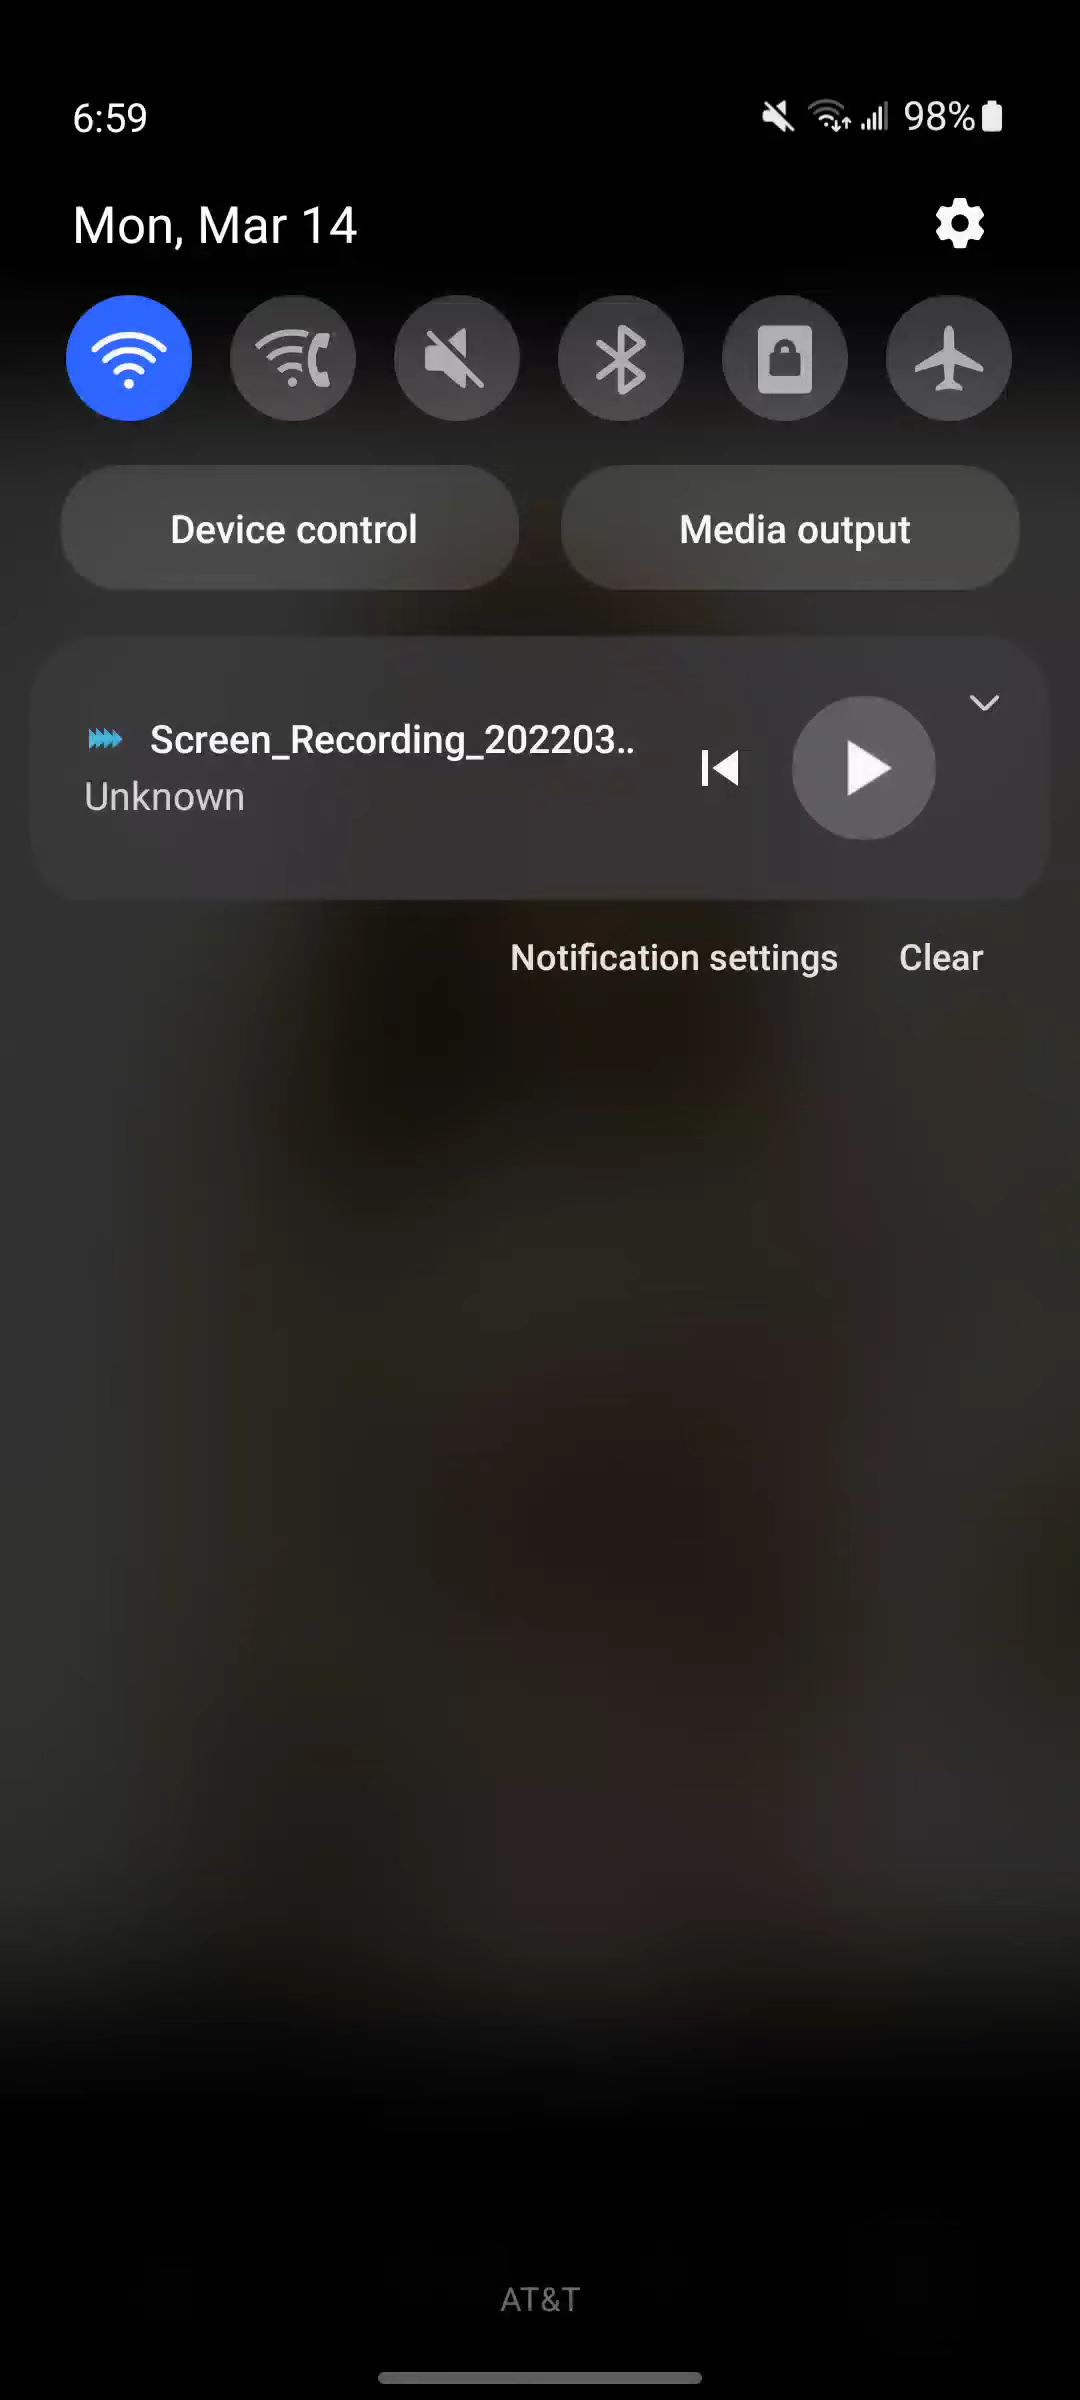 6:59
98%
Mon, Mar 14
Device control
Media output
Screen_Recording_202203..
Unknown
Notification settings
Clear
AT&T